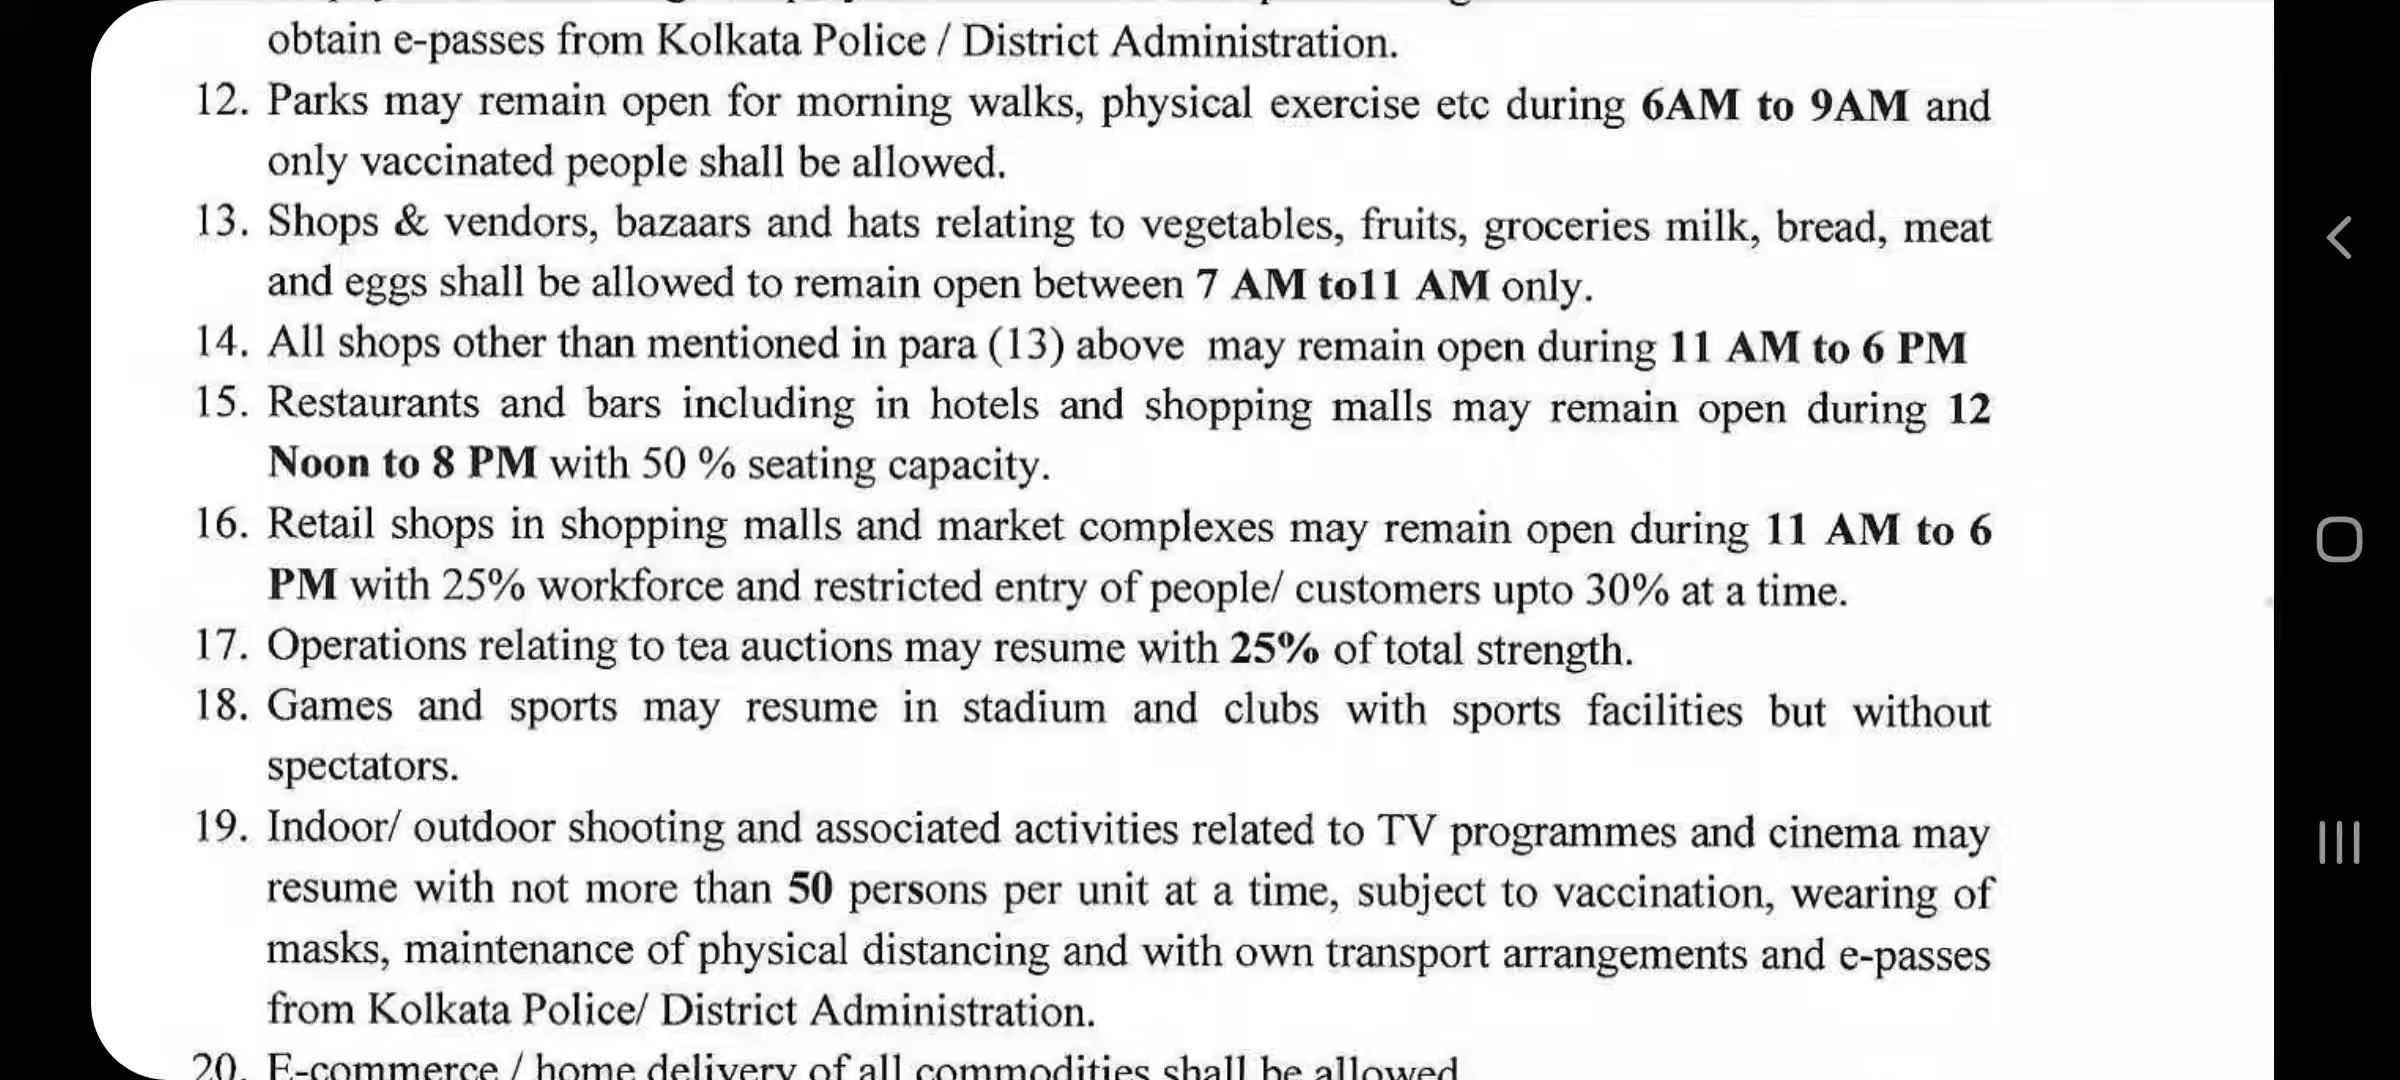 obtain e-passes from Kolkata Police / District Administration.
12. Parks may remain open for morning walks, physical exercise etc during 6AM to 9AM and
only vaccinated people shall be allowed.
13. Shops & vendors, bazaars and hats relating to vegetables, fruits, groceries milk, bread, meat
and eggs shall be allowed to remain open between 7 AM to11 AM only.
14. All shops other than mentioned in para (13) above may remain open during 11 AM to 6 PM
15. Restaurants and bars including in hotels and shopping malls may remain open during 12
Noon to 8 PM with 50 % seating capacity.
16. Retail shops in shopping malls and market complexes may remain open during 11 AM to 6
PM with 25% workforce and restricted entry of people/ customers upto 30% at a time.
17. Operations relating to tea auctions may resume with 25% of total strength.
18. Games and sports may resume in stadium and clubs with sports facilities but without
spectators.
19. Indoor/ outdoor shooting and associated activities related to TV programmes and cinema may
resume with not more than 50 persons per unit at a time, subject to vaccination, wearing of
masks, maintenance of physical distancing and with own transport arrangements and e-passes
from Kolkata Police/ District Administration.
20. E-commerce / home delivery of all commodities shall be allowed